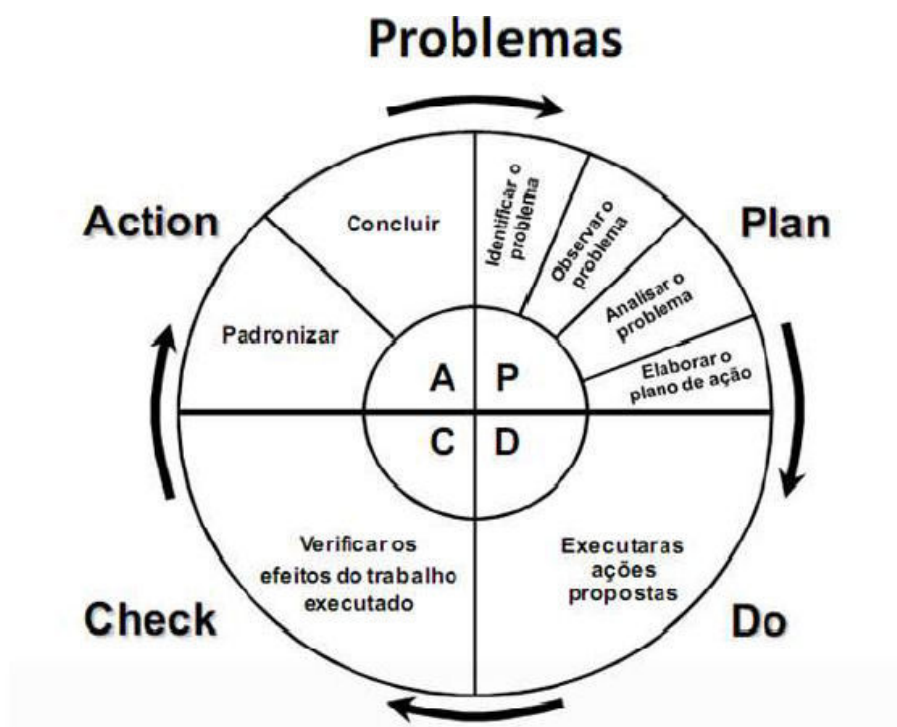 Problemas
Action
Plan
Concluir
Padronizar
Identificar o
problema
Observar o
problema
Analisar o
problema
Elaborar o
plano de ação
A
P
C
D
Verificar os
efeitos do trabalho
executado
Executaras
ações
propostas
Check
Do